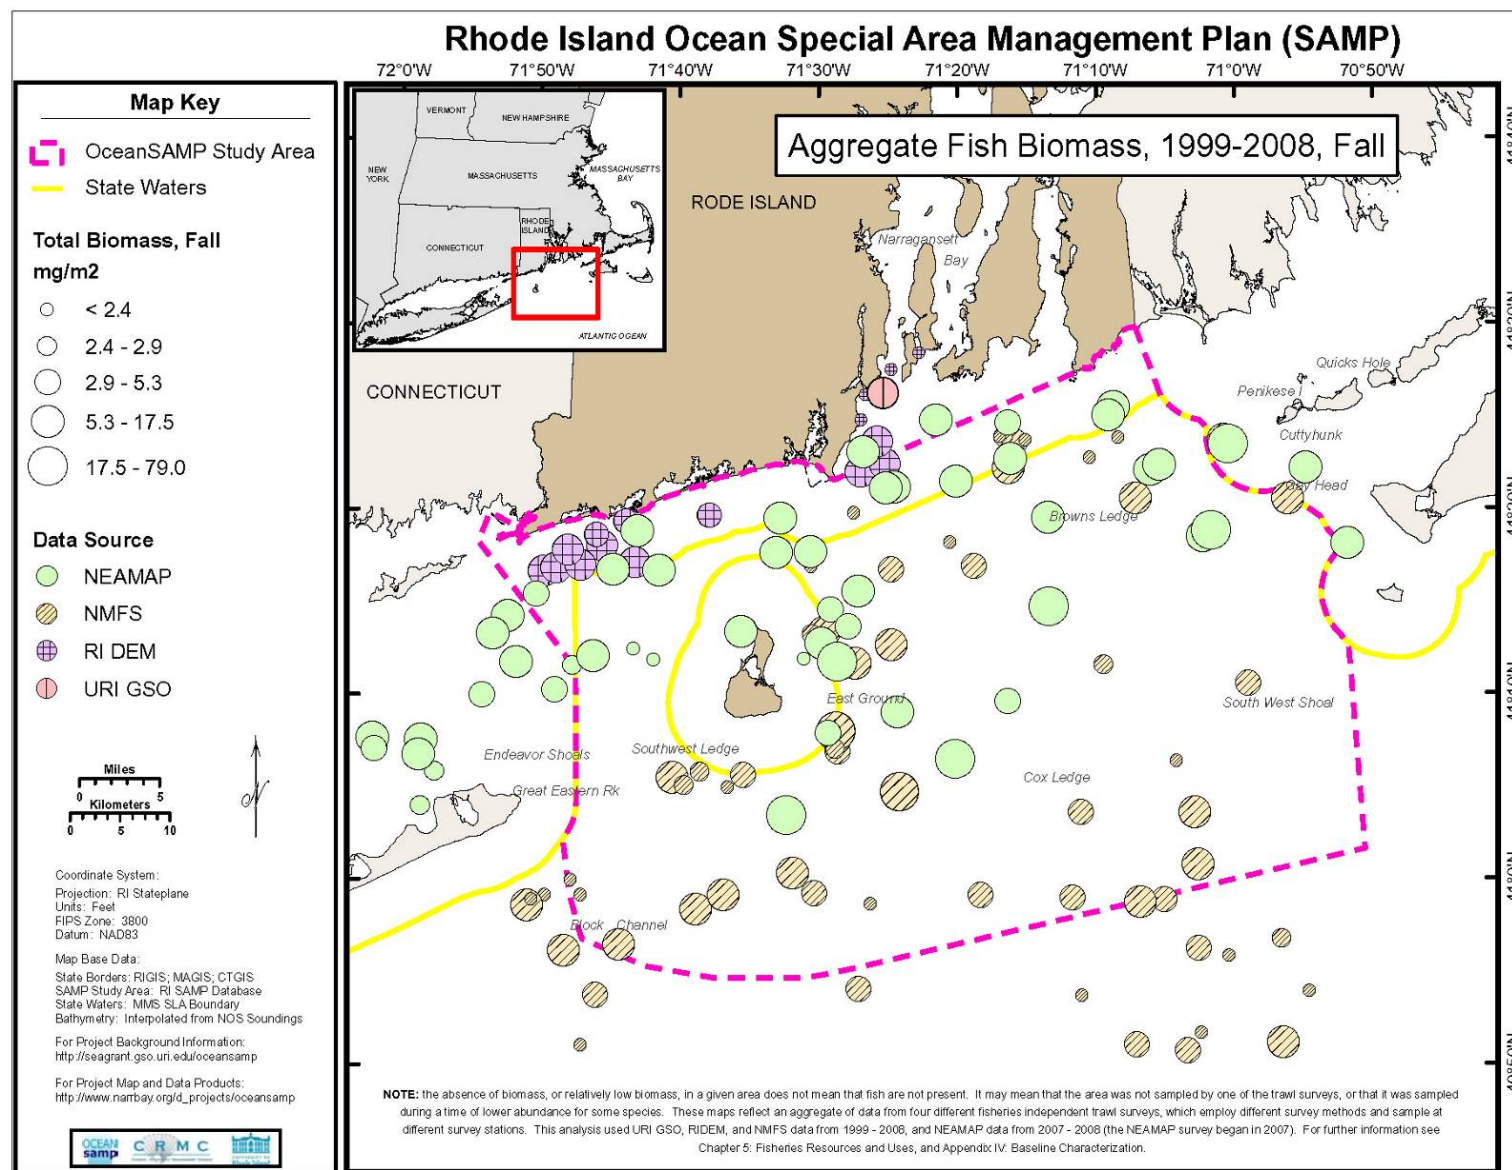 Rhode Island Ocean Special Area Management Plan (SAMP)
72°0'W
71°50'W
71°40'W
71°30'W
71°20'W
71°10'W
71°0'W
70°50'W
Map Key
OceanSAMP Study Area
State Waters
Total Biomass, Fall
mg/m2
< 2.4
2.4 - 2.9
2.9 - 5.3
5.3 - 17.5
17.5 - 79.0
Data Source
NEAMAP
NMFS
RI DEM
URI GSO
Miles
0
5
Kilometers
0
5
10
N
Coordinate System:
Projection: RI Stateplane
Units: Feet
FIPS Zone: 3800
Datum: NAD83
Map Base Data:
State Borders: RIGIS; MAGIS; CTGIS
SAMP Study Area: RI SAMP Database
State Waters: MMS SLA Boundary
Bathymetry: Interpolated from NOS Soundings
For Project Background Information:
http://seagrant.gso.uri.edu/oceansamp
For Project Map and Data Products:
http://www.narrbay.org/d_projects/oceansamp
OCEAN
samp
C R M C
VERMONT
NEW HAMPSHIRE
NEW
YORK
MASSACHUSETTS
MASSACHUSETTS
BAY
CONNECTICUT
RHODE
ISLAND
ATLANTIC OCEAN
Aggregate Fish Biomass, 1999-2008, Fall
RODE ISLAND
CONNECTICUT
Narragansett
Bay
Quicks Hole
Penikese I
Cuttyhunk
Gay Head
Browns Ledge
East Ground
South West Shoal
Endeavor Shoals
Southwest Ledge
Great Eastern Rk
Cox Ledge
Block Channel
NOTE: the absence of biomass, or relatively low biomass, in a given area does not mean that fish are not present. It may mean that the area was not sampled by one of the trawl surveys, or that it was sampled
during a time of lower abundance for some species. These maps reflect an aggregate of data from four different fisheries independent trawl surveys, which employ different survey methods and sample at
different survey stations. This analysis used URI GSO, RIDEM, and NMFS data from 1999 - 2008, and NEAMAP data from 2007 - 2008 (the NEAMAP survey began in 2007). For further information see
Chapter 5: Fisheries Resources and Uses, and Appendix IV: Baseline Characterization.